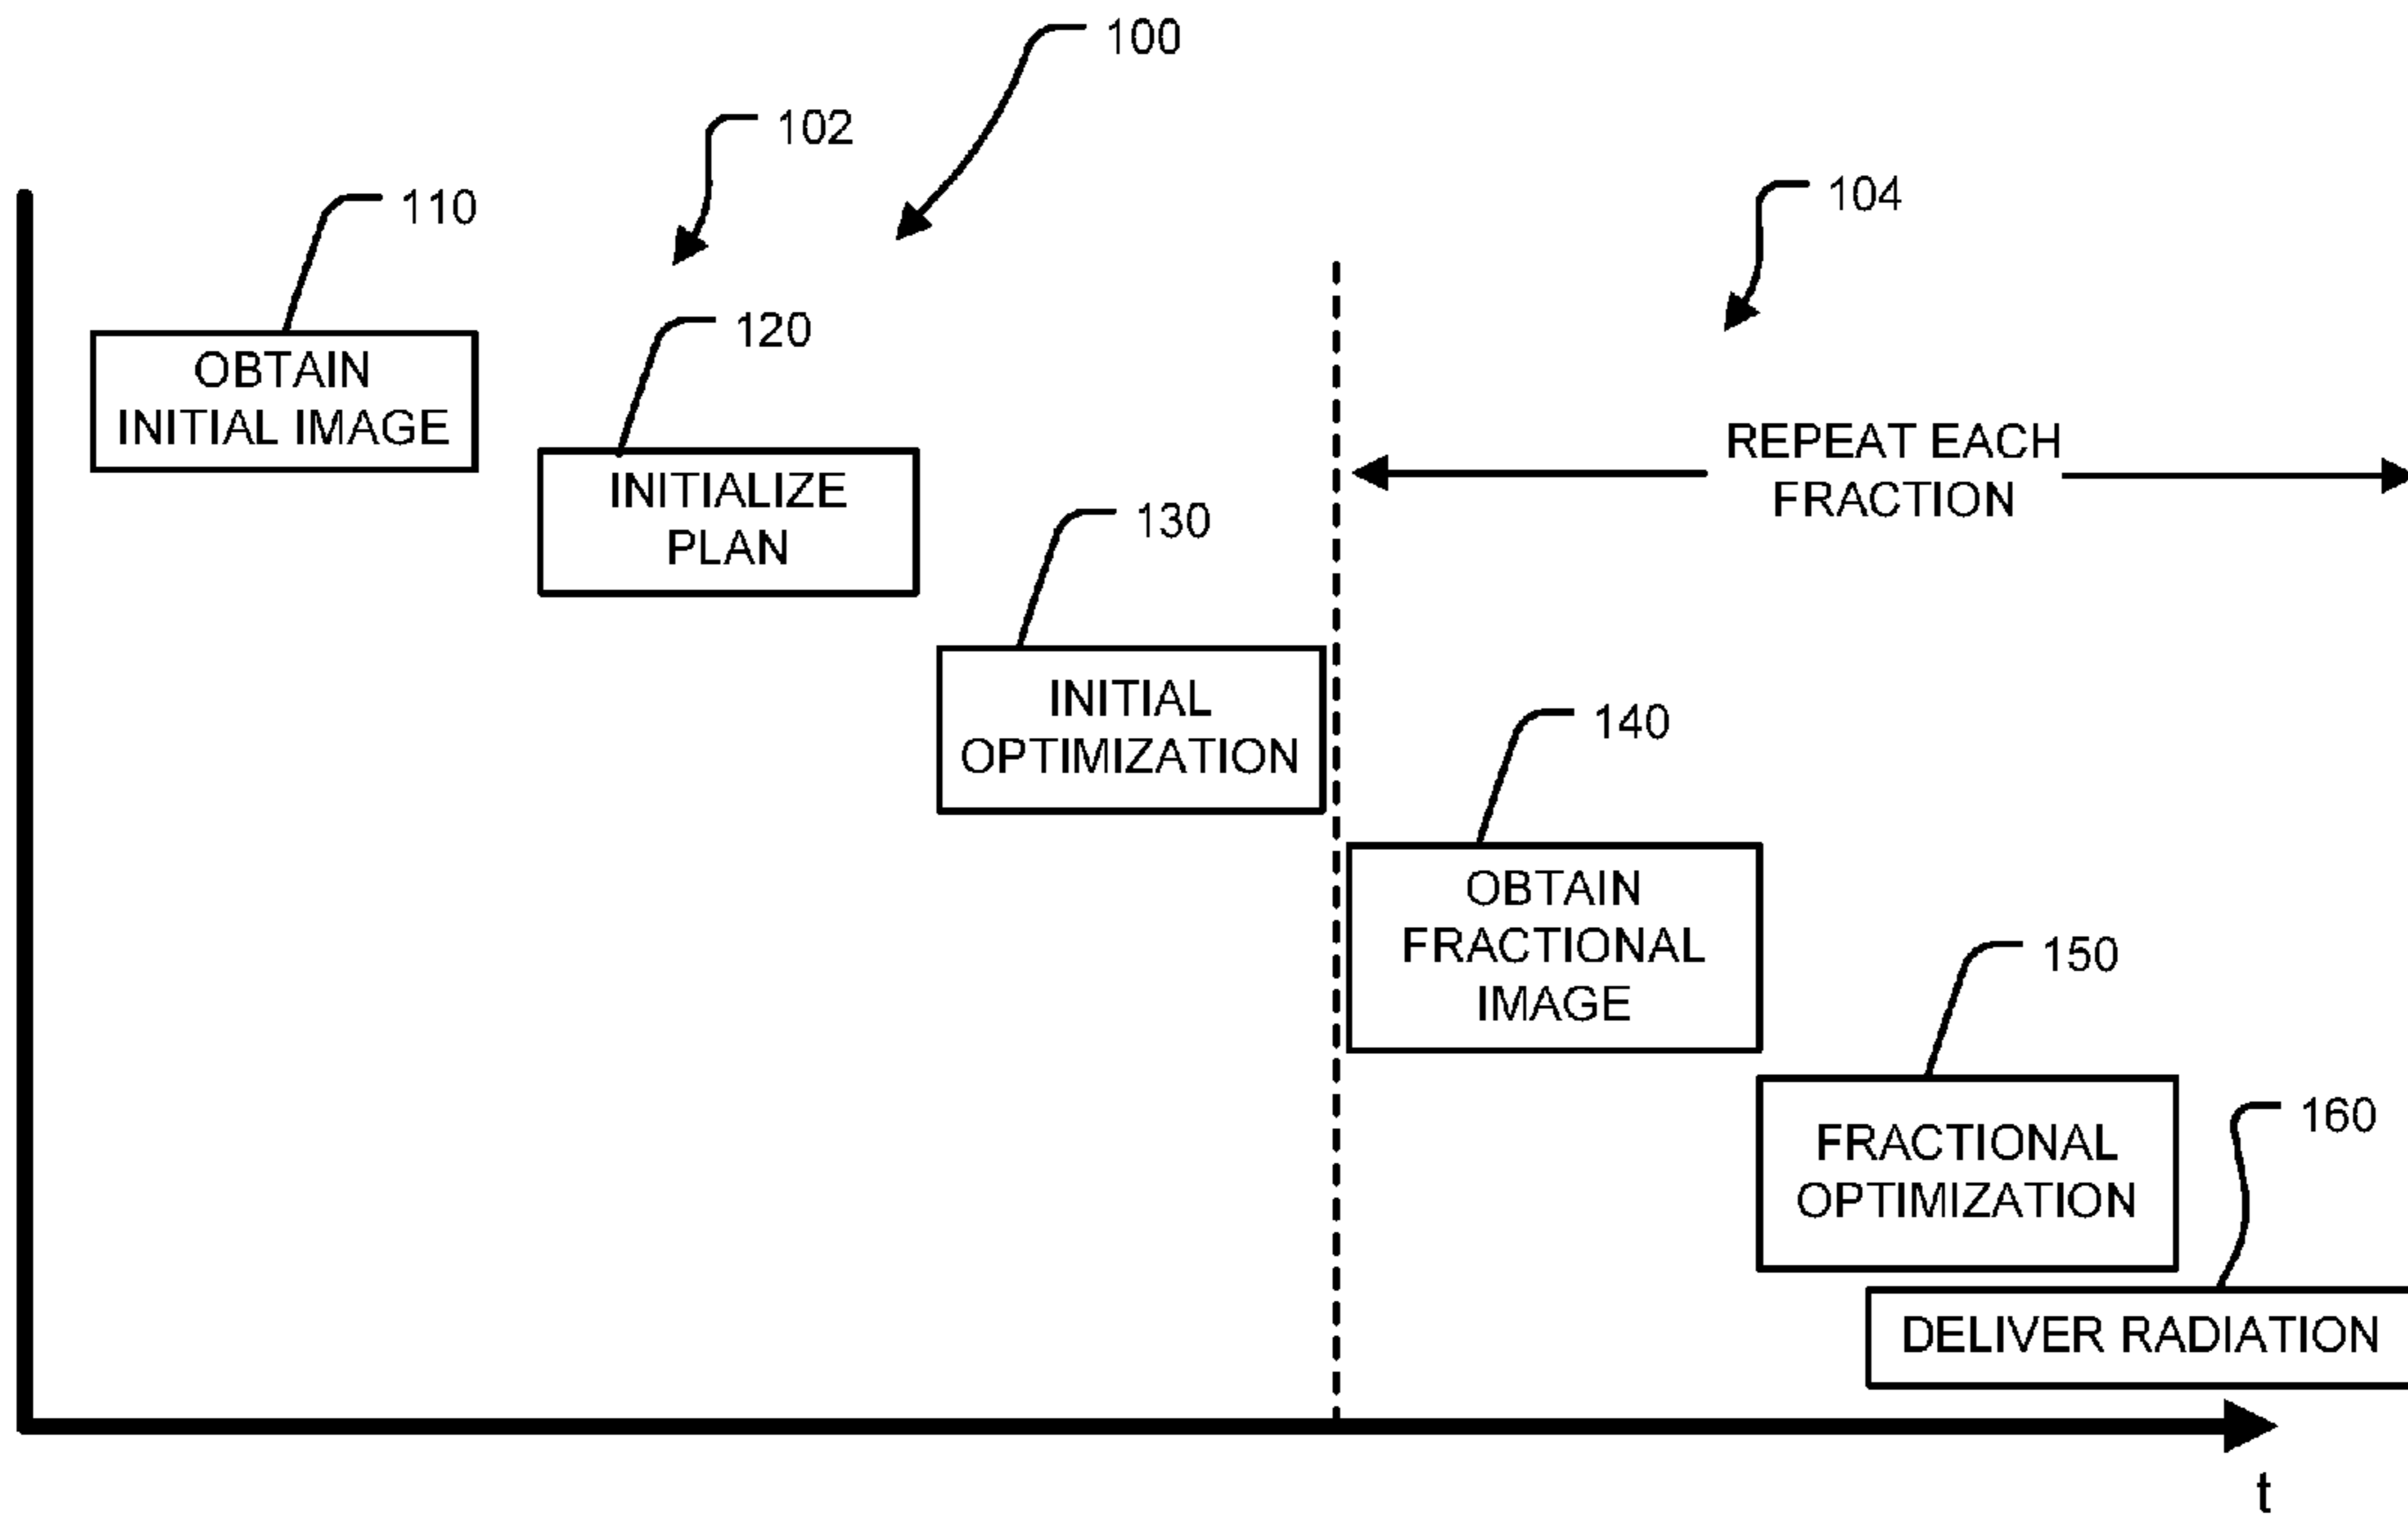 100
102
104
110
OBTAIN
INITIAL IMAGE
120
INITIALIZE
PLAN
REPEAT EACH
FRACTION
130
INITIAL
OPTIMIZATION
140
OBTAIN
FRACTIONAL
IMAGE
150
FRACTIONAL
OPTIMIZATION
160
DELIVER RADIATION
t